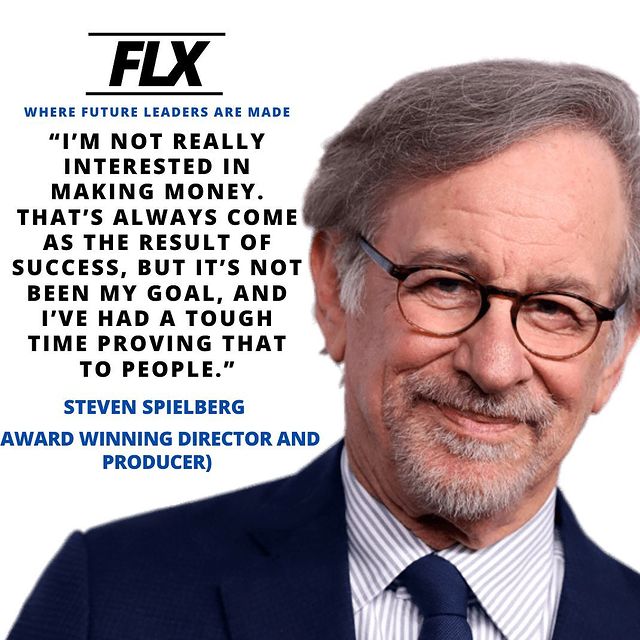 FLX
WHERE FUTURE LEADERS ARE MADE
“I’M NOT REALLY
INTERESTED IN
MAKING MONEY.
THAT’S ALWAYS COME
AS THE RESULT OF
SUCCESS, BUT IT’S NOT
BEEN MY GOAL, AND
I’VE HAD A TOUGH
TIME PROVING THAT
TO PEOPLE.”
STEVEN SPIELBERG
AWARD WINNING DIRECTOR AND
PRODUCER)